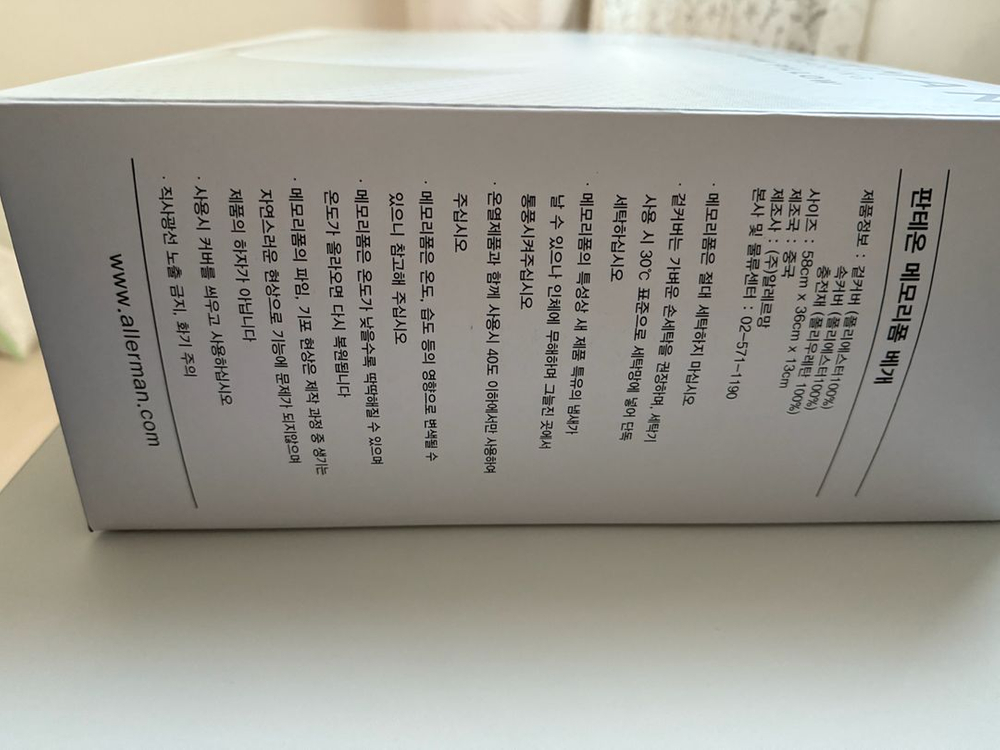 판테온 메모리폼 베개
제품정보 : 겉커버 (폴리에스터100%)
속커버 (폴리에스터100%)
충전재 (폴리우레탄 100%)
사이즈 : 58cm x 36cm x 13cm
제조국 : 중국
제조사 : (주)알레르망
본사 및 물류센터 : 02-571-1190
· 메모리폼은 절대 세탁하지 마십시오
· 겉커버는 가벼운 손세탁을 권장하며, 세탁기
사용 시 30℃ 표준으로 세탁망에 넣어 단독
세탁하십시오
· 메모리폼의 특성상 새 제품 특유의 냄새가
날 수 있으나 인체에 무해하며 그늘진 곳에서
통풍시켜주십시오
· 온열제품과 함께 사용시 40도 이하에서만 사용하여
주십시오
· 메모리폼은 온도, 습도 등의 영향으로 변색될 수
있으니 참고해 주십시오
· 메모리폼은 온도가 낮을수록 딱딱해질 수 있으며
온도가 올라오면 다시 복원됩니다
· 메모리폼의 파임, 기포 현상은 제작 과정 중 생기는
자연스러운 현상으로 기능에 문제가 되지않으며
제품의 하자가 아닙니다
· 사용시 커버를 씌우고 사용하십시오
· 직사광선 노출 금지, 화기 주의
www.allerman.com